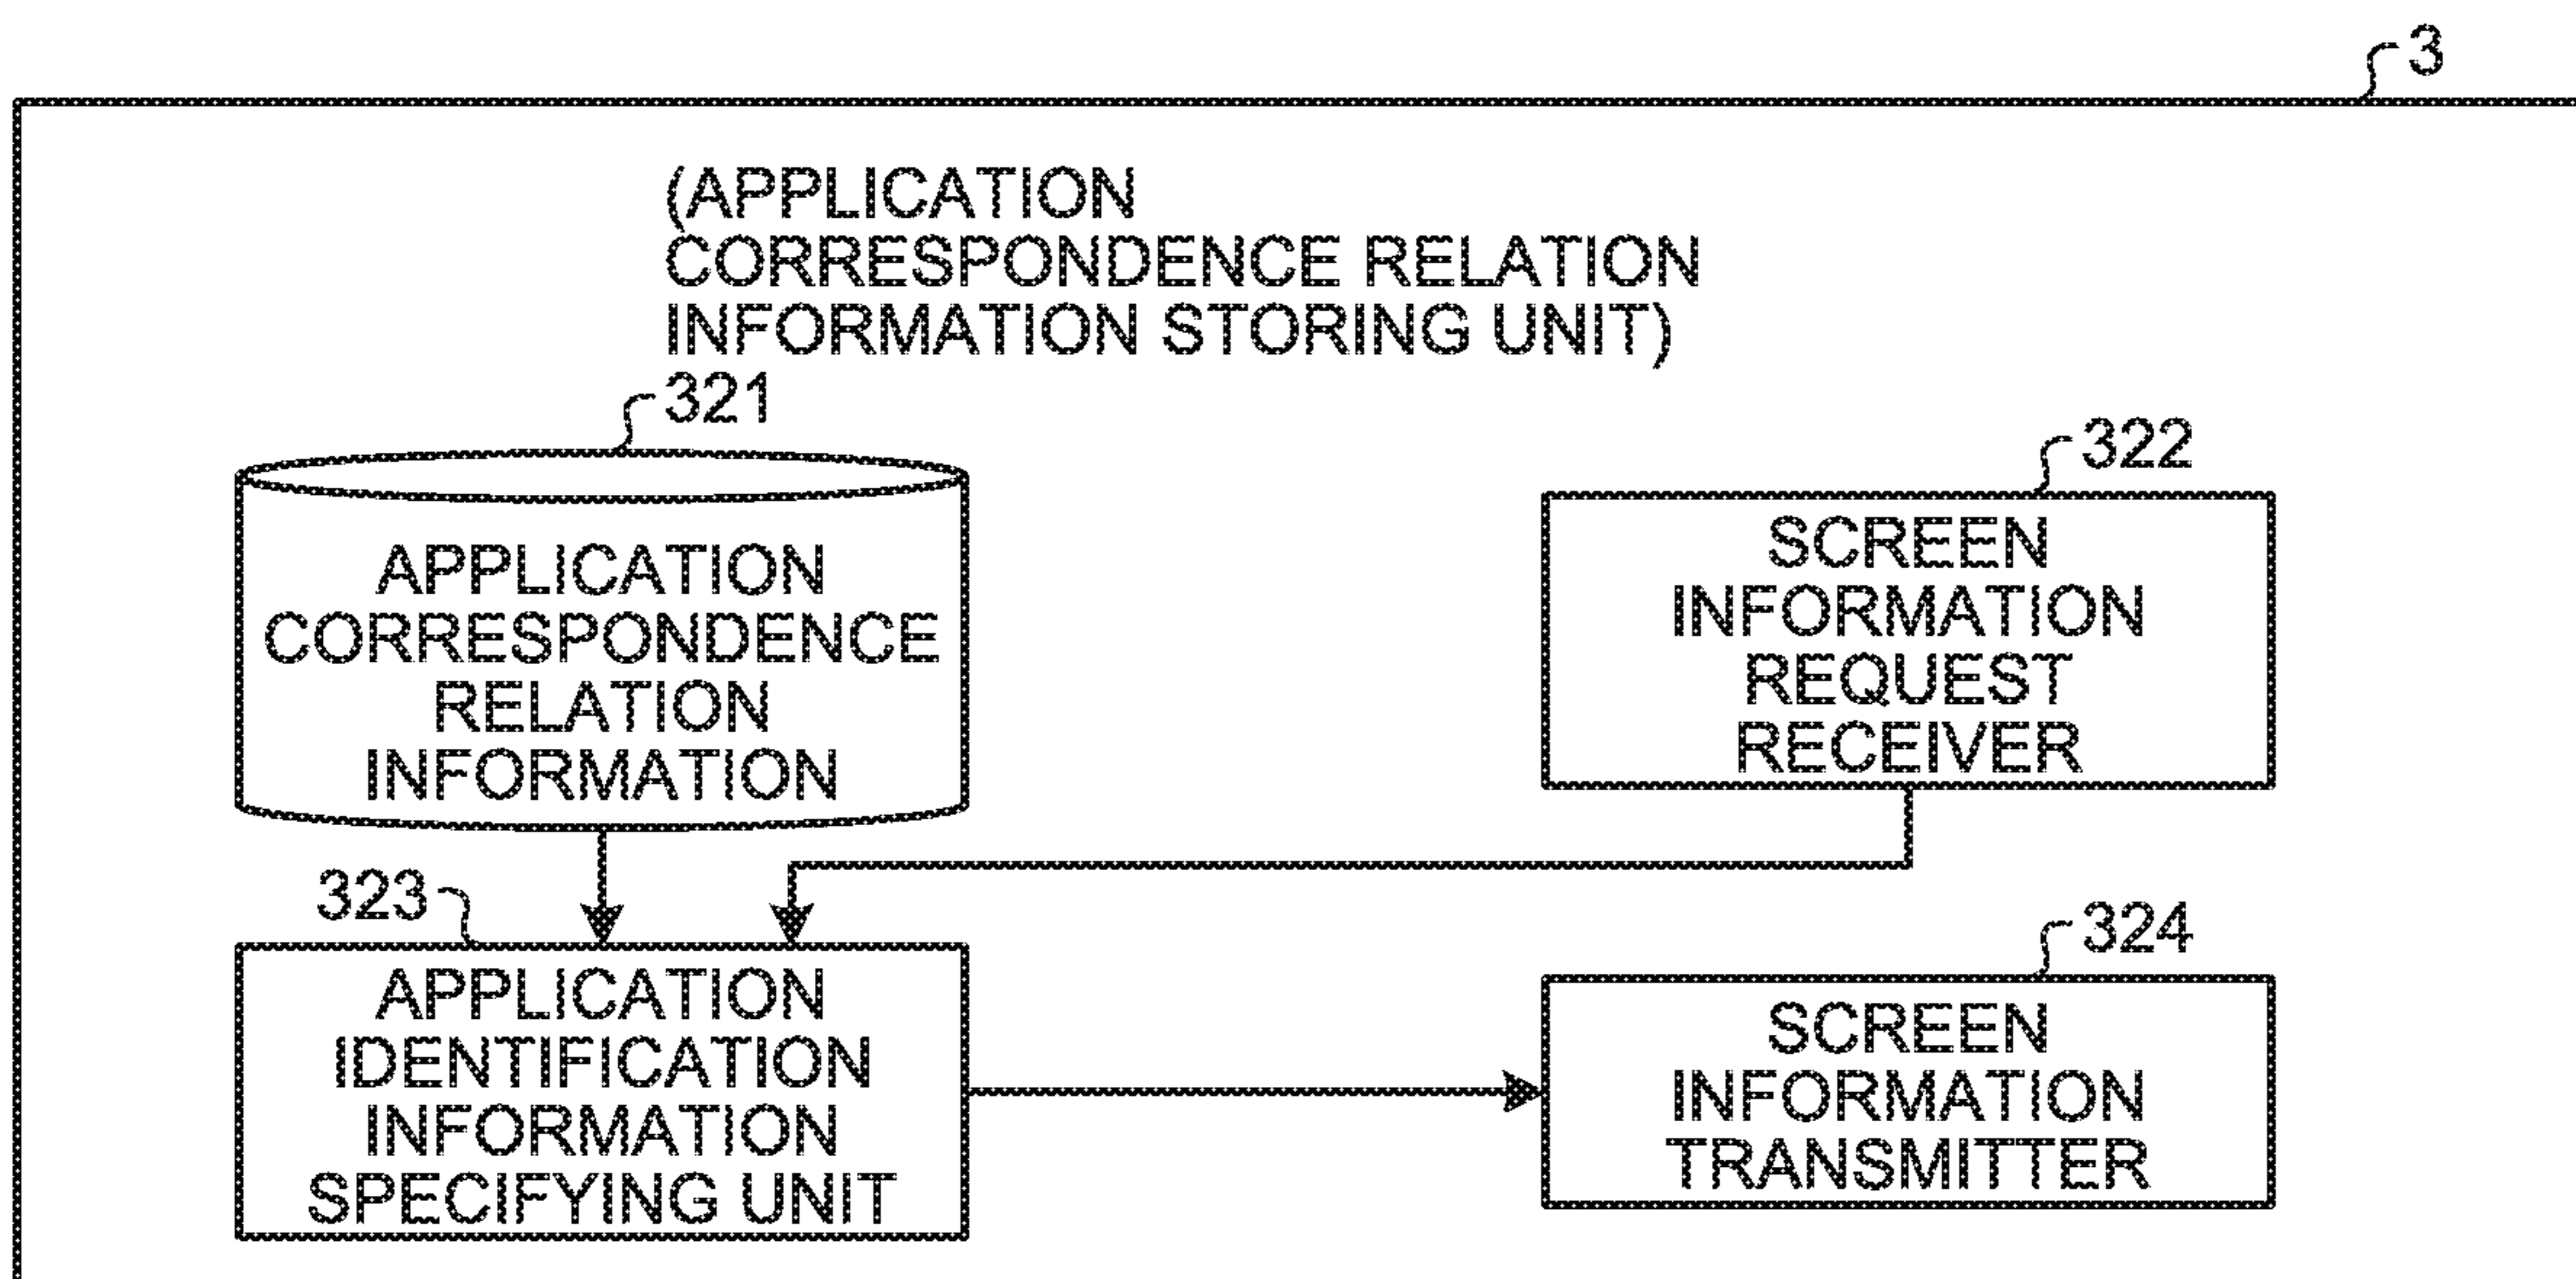 3
(APPLICATION
CORRESPONDENCE RELATION
INFORMATION STORING UNIT)
321
APPLICATION
CORRESPONDENCE
RELATION
INFORMATION
322
SCREEN
INFORMATION
REQUEST
RECEIVER
323
APPLICATION
IDENTIFICATION
INFORMATION
SPECIFYING UNIT
324
SCREEN
INFORMATION
TRANSMITTER